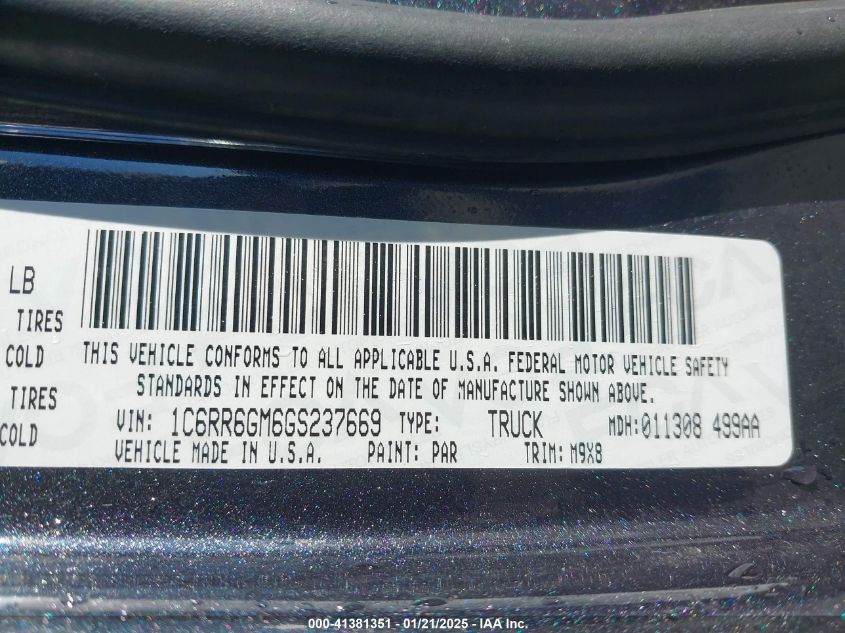 LB
TIRES
COLD
TIRES
COLD
THIS VEHICLE CONFORMS TO ALL APPLICABLE U.S.A. FEDERAL MOTOR VEHICLE SAFETY
STANDARDS IN EFFECT ON THE DATE OF MANUFACTURE SHOWN ABOVE.
VIN: 1C6RR6GM6GS237669 TYPE: TRUCK MDH:011308 499AA
VEHICLE MADE IN U.S.A. PAINT: PAR TRIM: M9X8
000-41381351 — 01/21/2025 — IAA Inc.